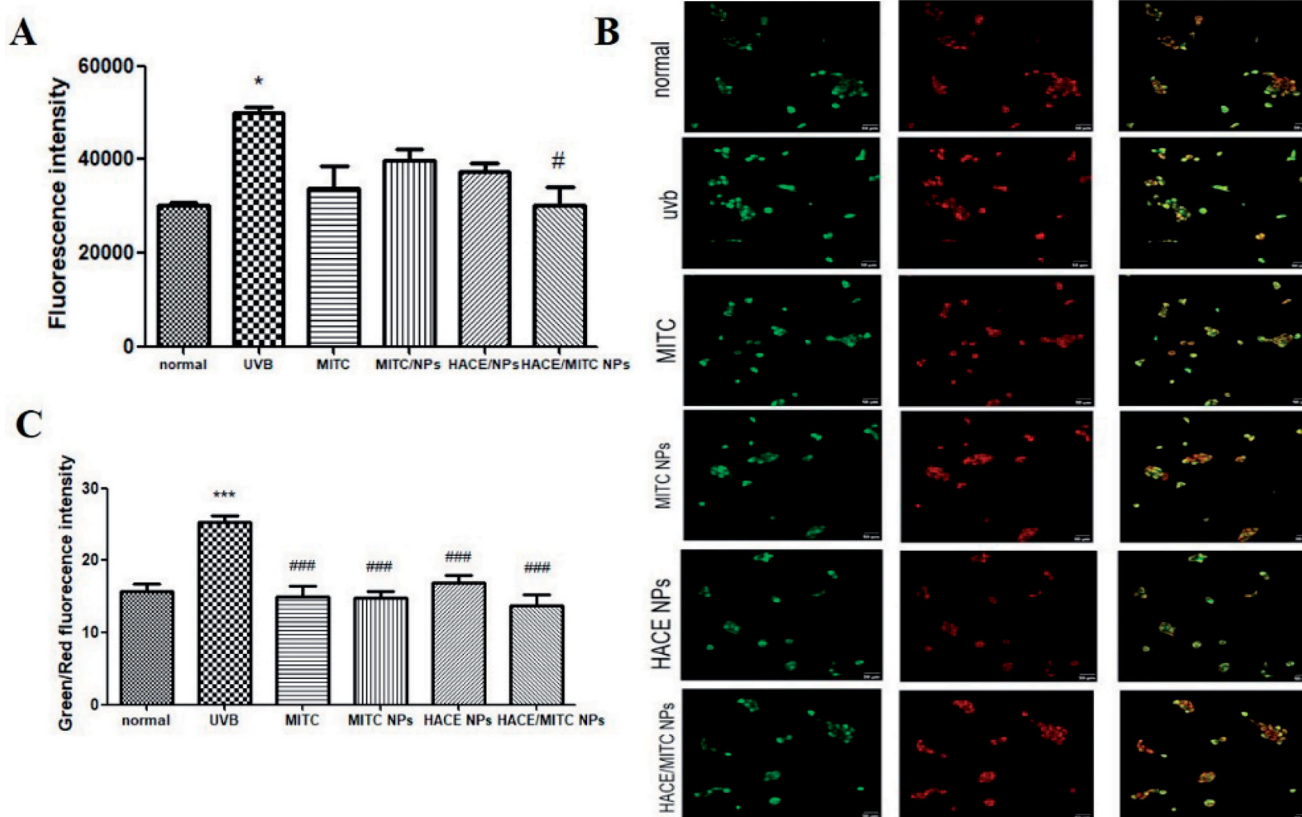 A
Fluorescence intensity
60000
40000
20000
0
*
#
normal
UVB
MITC
MITC/NPs
HACE/NPs
HACE/MITC NPs
B
normal
uvb
MITC
MITC NPs
HACE NPs
HACE/MITC NPs
C
Green/Red fluorecence intensity
30
20
10
0
***
###
###
###
###
normal
UVB
MITC
MITC NPs
HACE NPs
HACE/MITC NPs